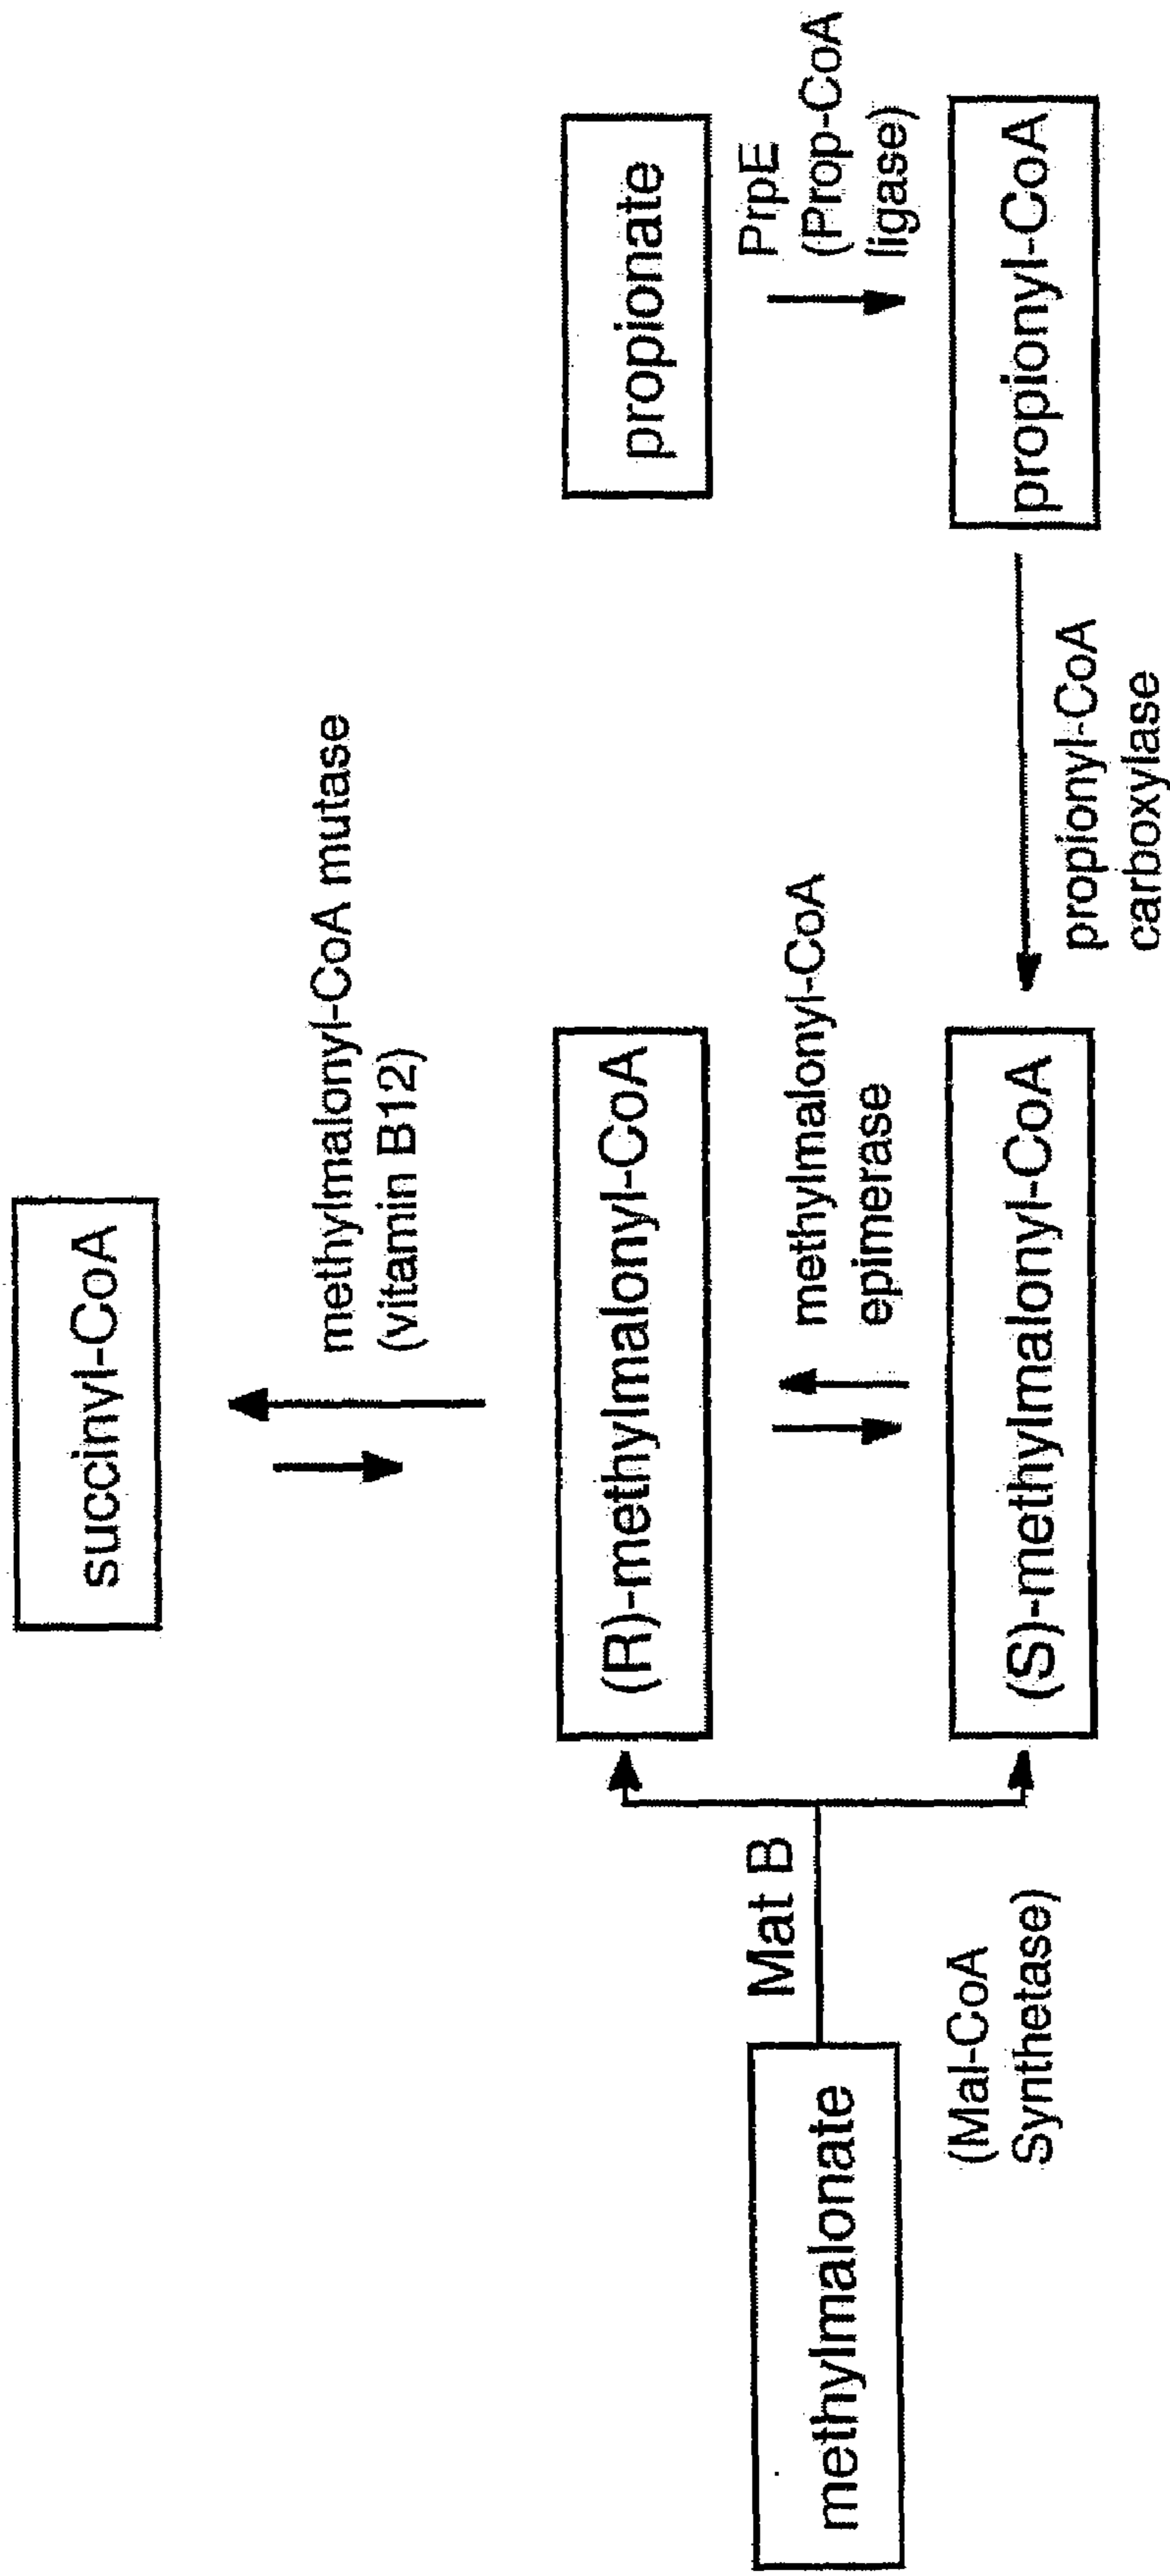 succinyl-CoA
methylmalonyl-CoA mutase
(vitamin B12)
(R)-methylmalonyl-CoA
propionate
Mat B
methylmalonyl-CoA
epimerase
PrpE
(Prop-CoA
ligase)
methylmalonate
(Mal-CoA
Synthetase)
(S)-methylmalonyl-CoA
propionyl-CoA
propionyl-CoA
carboxylase